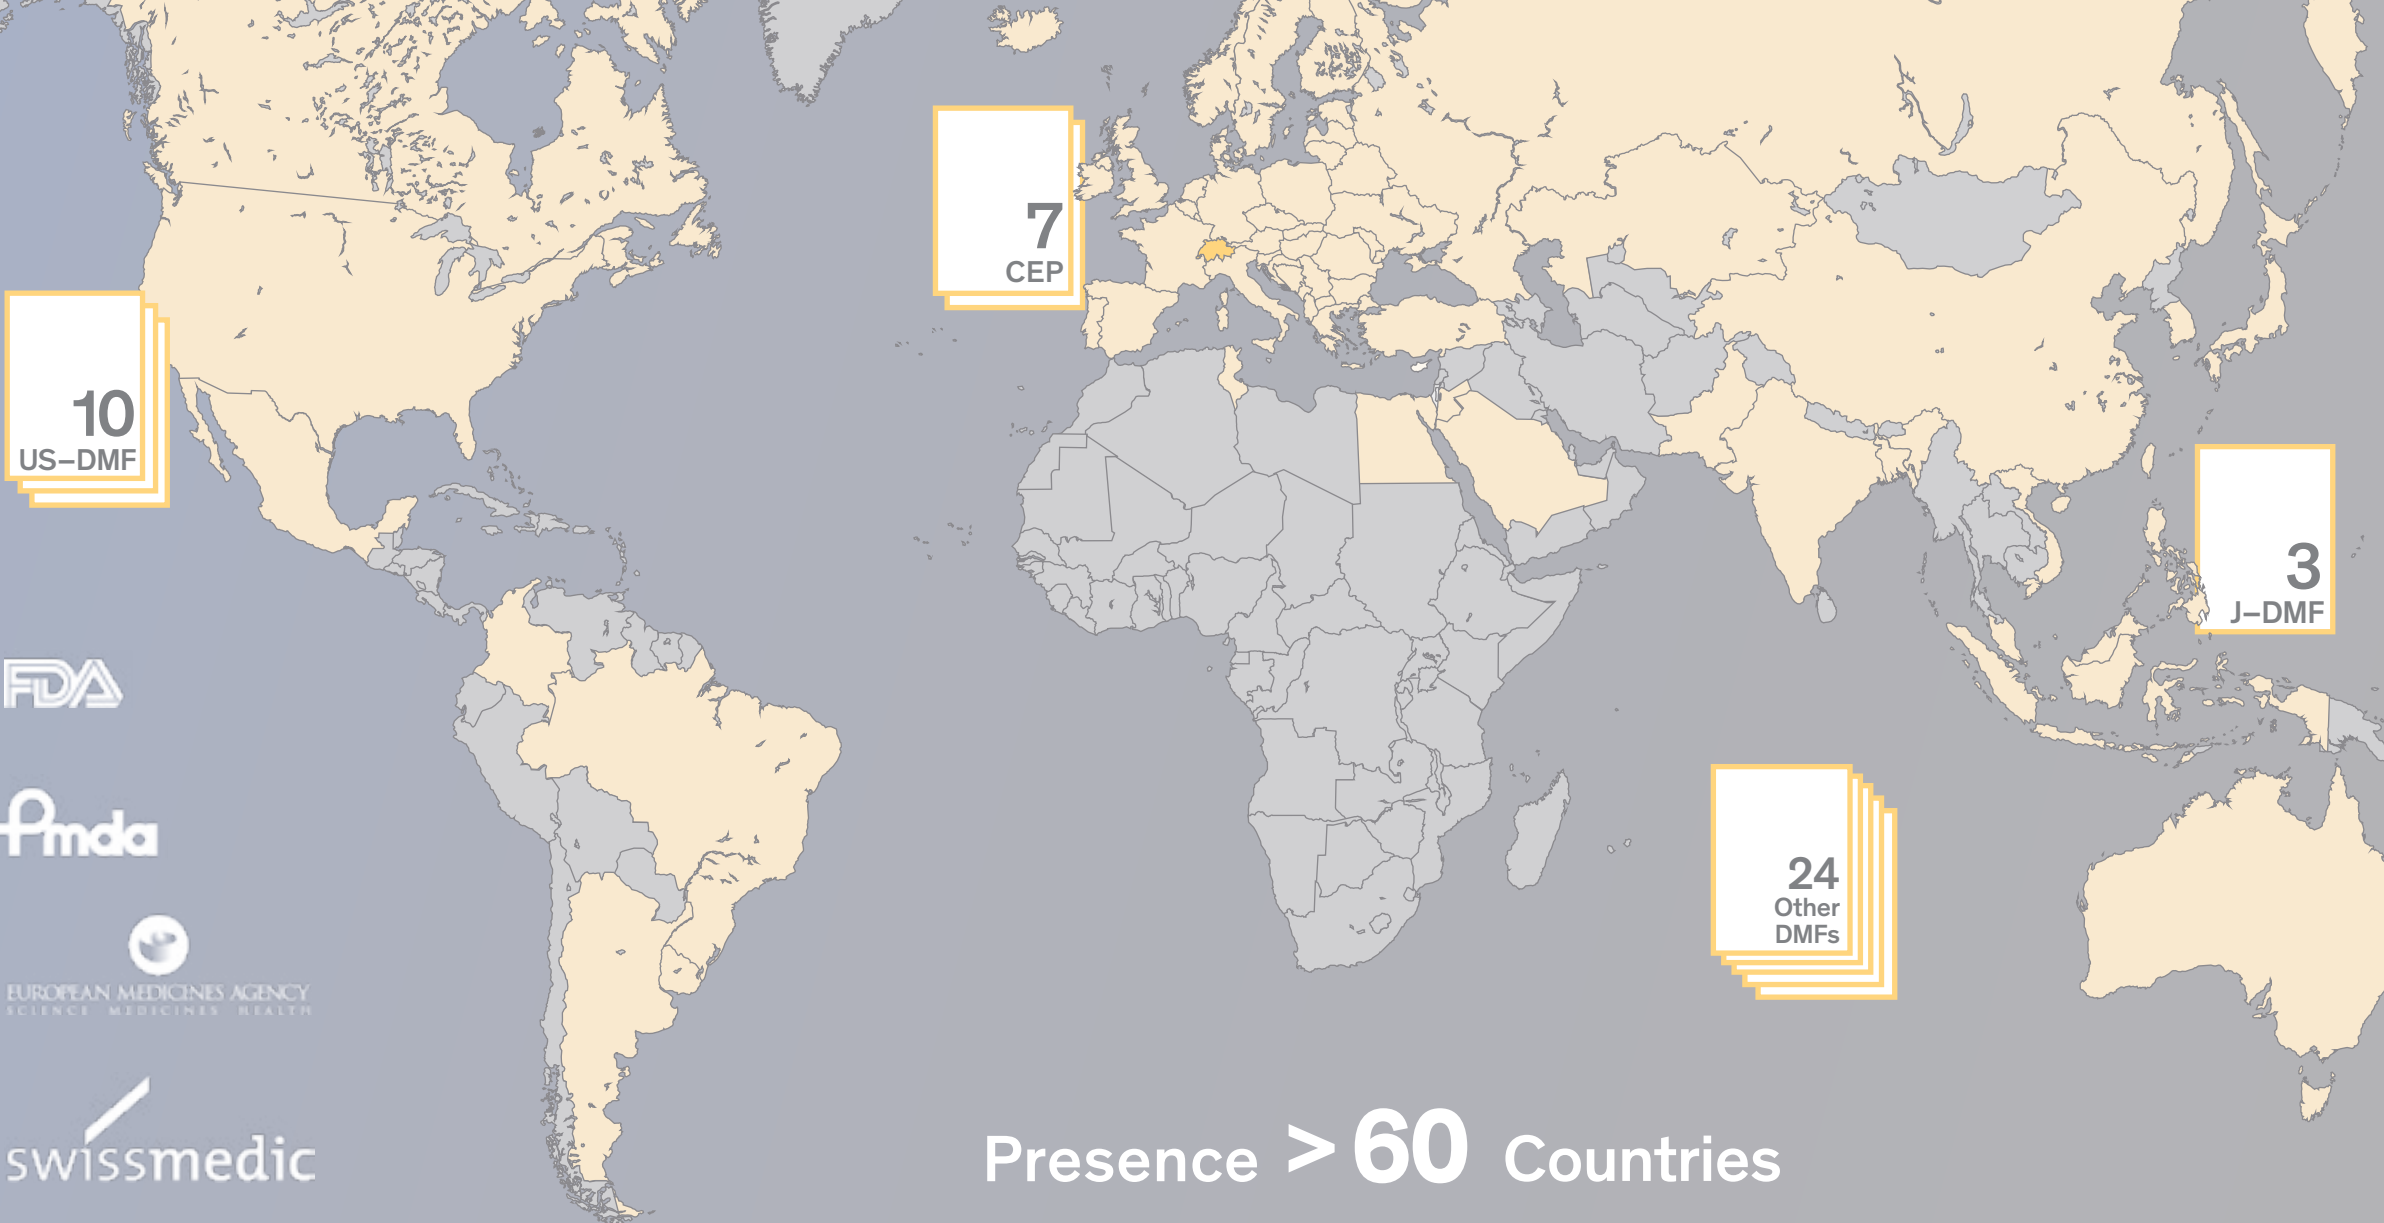 7
CEP
10
US–DMF
3
J–DMF
FDA
Pmda
24
Other
DMFs
EUROPEAN MEDICINES AGENCY
SCIENCE MEDICINES HEALTH
swissmedic
Presence > 60 Countries